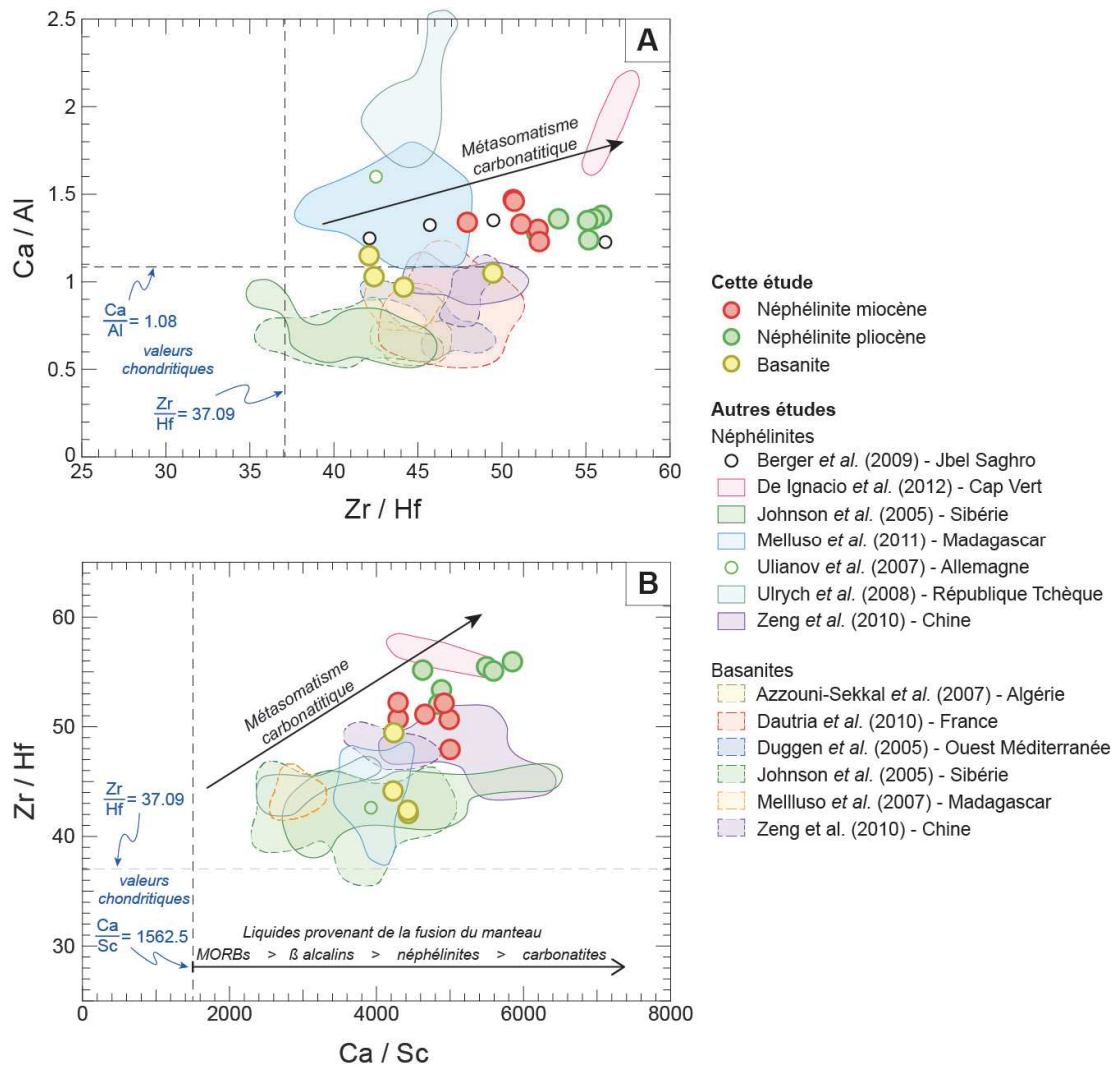 2.5
A
2
Métasomatisme
carbonatitique
1.5
Ca / Al
1
Ca
Al
= 1.08
valeurs
chondritiques
0.5
Zr
Hf
= 37.09
0
25
30
35
40
45
50
55
60
Zr / Hf
B
60
Métasomatisme
carbonatitique
50
Zr / Hf
Zr
Hf
= 37.09
40
valeurs
chondritiques
Ca
Sc
= 1562.5
Liquides provenant de la fusion du manteau
MORBs > ß alcalins > néphélinites > carbonatites
30
0
2000
4000
6000
8000
Ca / Sc
Cette étude
Néphélinite miocène
Néphélinite pliocène
Basanite
Autres études
Néphélinites
Berger et al. (2009) - Jbel Saghro
De Ignacio et al. (2012) - Cap Vert
Johnson et al. (2005) - Sibérie
Melluso et al. (2011) - Madagascar
Ulianov et al. (2007) - Allemagne
Ulrych et al. (2008) - République Tchèque
Zeng et al. (2010) - Chine
Basanites
Azzouni-Sekkal et al. (2007) - Algérie
Dautria et al. (2010) - France
Duggen et al. (2005) - Ouest Méditerranée
Johnson et al. (2005) - Sibérie
Mellluso et al. (2007) - Madagascar
Zeng et al. (2010) - Chine